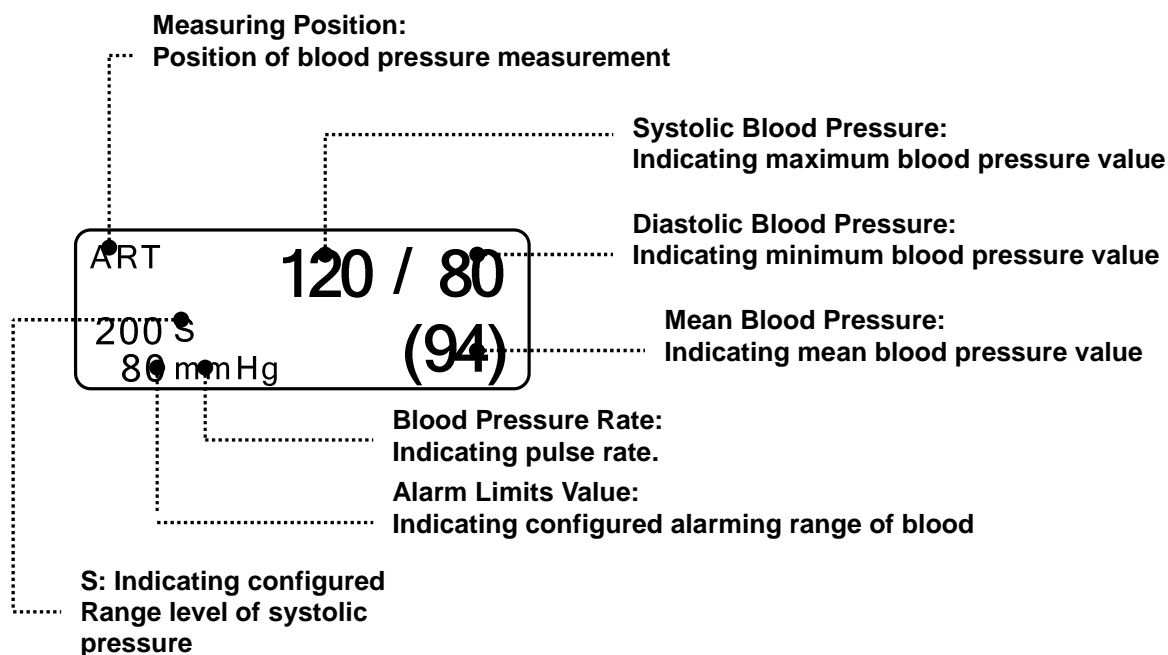 Measuring Position:
Position of blood pressure measurement
Systolic Blood Pressure:
Indicating maximum blood pressure value
Diastolic Blood Pressure:
Indicating minimum blood pressure value
ART
120 / 80
200 S
(94)
80 mmHg
Mean Blood Pressure:
Indicating mean blood pressure value
Blood Pressure Rate:
Indicating pulse rate.
Alarm Limits Value:
Indicating configured alarming range of blood
S: Indicating configured
Range level of systolic
pressure